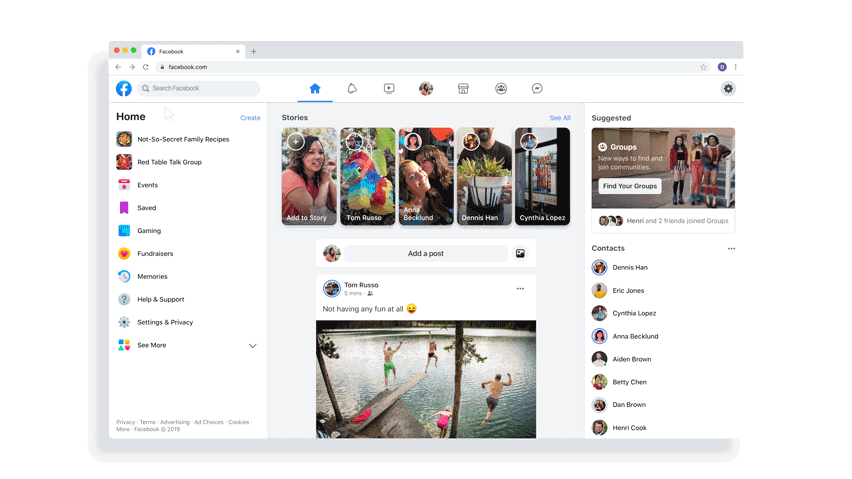 Facebook
facebook.com
D
Search Facebook
Home
Create
Not-So-Secret Family Recipes
Red Table Talk Group
Events
Saved
Gaming
Fundraisers
Memories
Help & Support
Settings & Privacy
See More
Privacy · Terms · Advertising · Ad Choices · Cookies ·
More · Facebook © 2019
Stories
See All
Add to Story
Tom Russo
Anna
Becklund
Dennis Han
Cynthia Lopez
Add a post
Tom Russo
5 mins ·
Not having any fun at all 😜
Suggested
Groups
New ways to find and
join communities.
Find Your Groups
Henri and 2 friends joined Groups
Contacts
Dennis Han
Eric Jones
Cynthia Lopez
Anna Becklund
Aiden Brown
Betty Chen
Dan Brown
Henri Cook